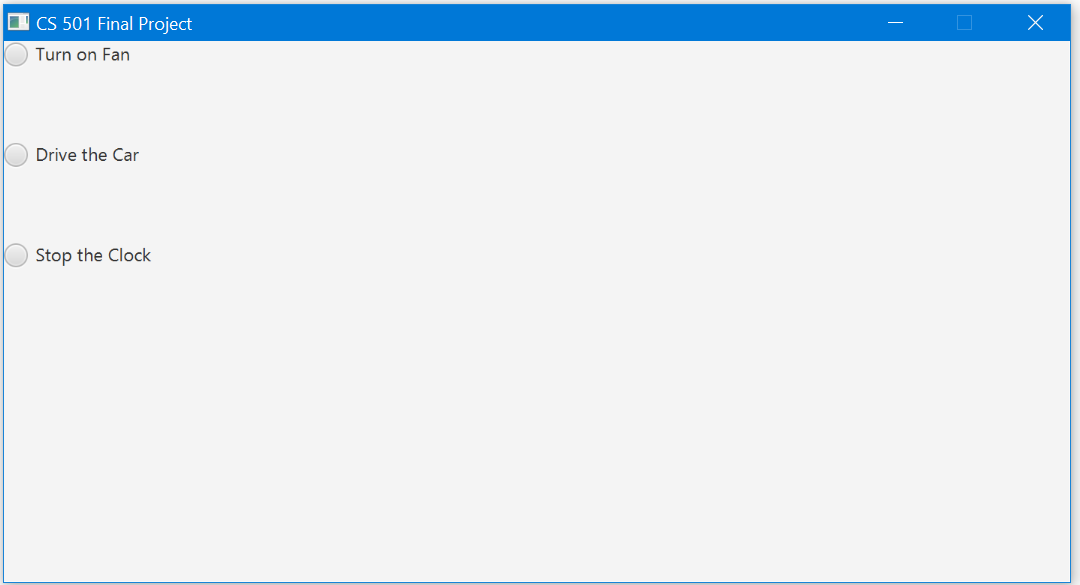 CS 501 Final Project
Turn on Fan
Drive the Car
Stop the Clock